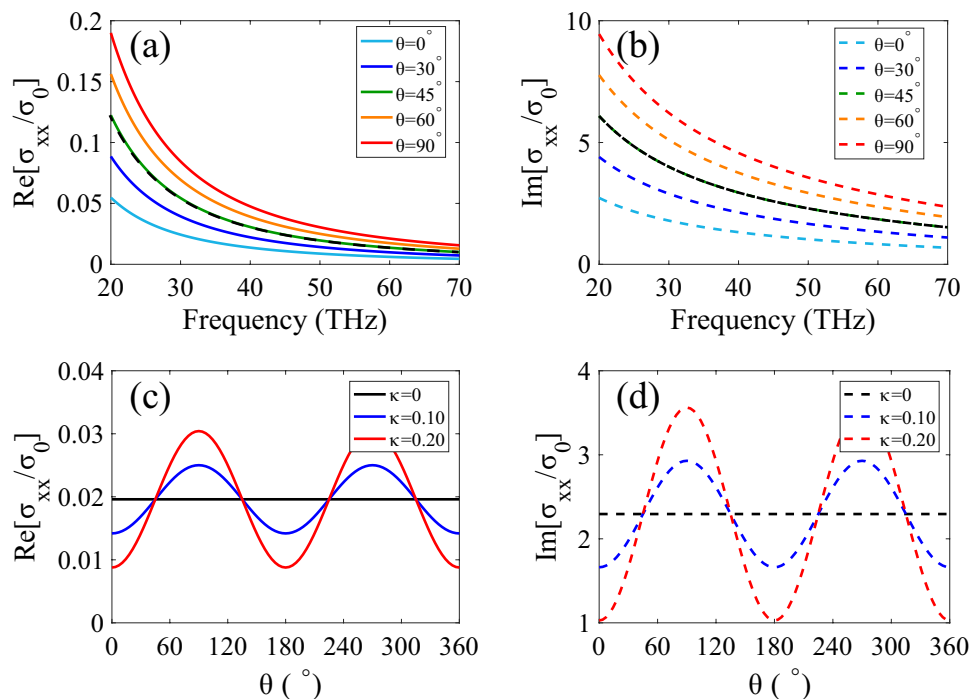 (a)
Re[σxx/σ0]
0.2
0.15
0.1
0.05
0
θ=0°
θ=30°
θ=45°
θ=60°
θ=90°
20 30 40 50 60 70
Frequency (THz)
(b)
Im[σxx/σ0]
10
5
0
θ=0°
θ=30°
θ=45°
θ=60°
θ=90°
20 30 40 50 60 70
Frequency (THz)
(c)
Re[σxx/σ0]
0.04
0.03
0.02
0.01
0
κ=0
κ=0.10
κ=0.20
0 60 120 180 240 300 360
θ (°)
(d)
Im[σxx/σ0]
4
3
2
1
κ=0
κ=0.10
κ=0.20
0 60 120 180 240 300 360
θ (°)